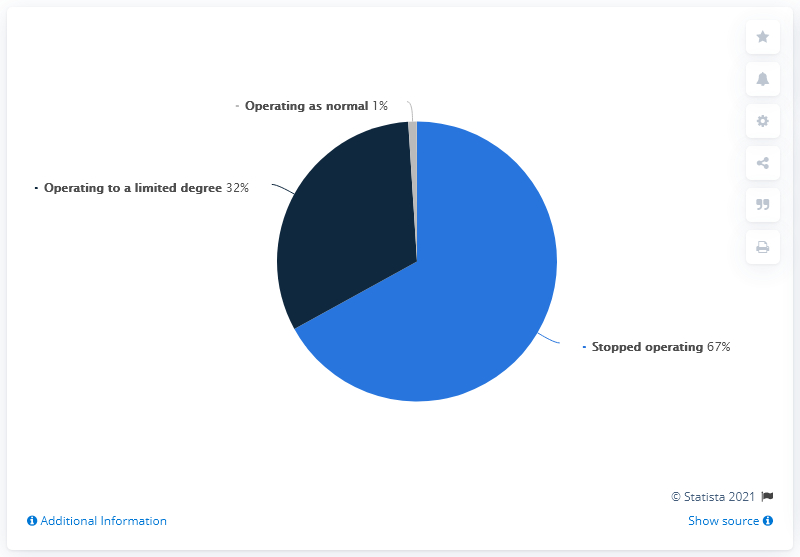 Operating as normal 1%
Operating to a limited degree 32%
Stopped operating 67%
© Statista 2021
Additional Information
Show source